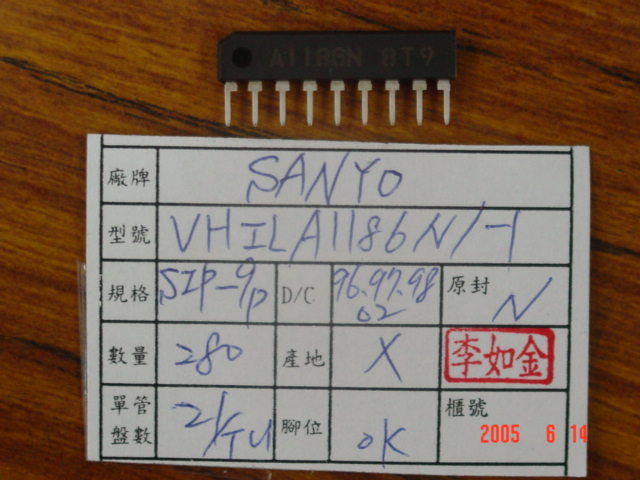 A1186N 8T9
廠牌 SANYO
型號 VHILA1186N/-1
規格 SIP-9P D/C 96.97.98 02 原封 N
數量 280 產地 X 李如金
單管盤數 21/TU 腳位 OK 櫃號
2005 6 14